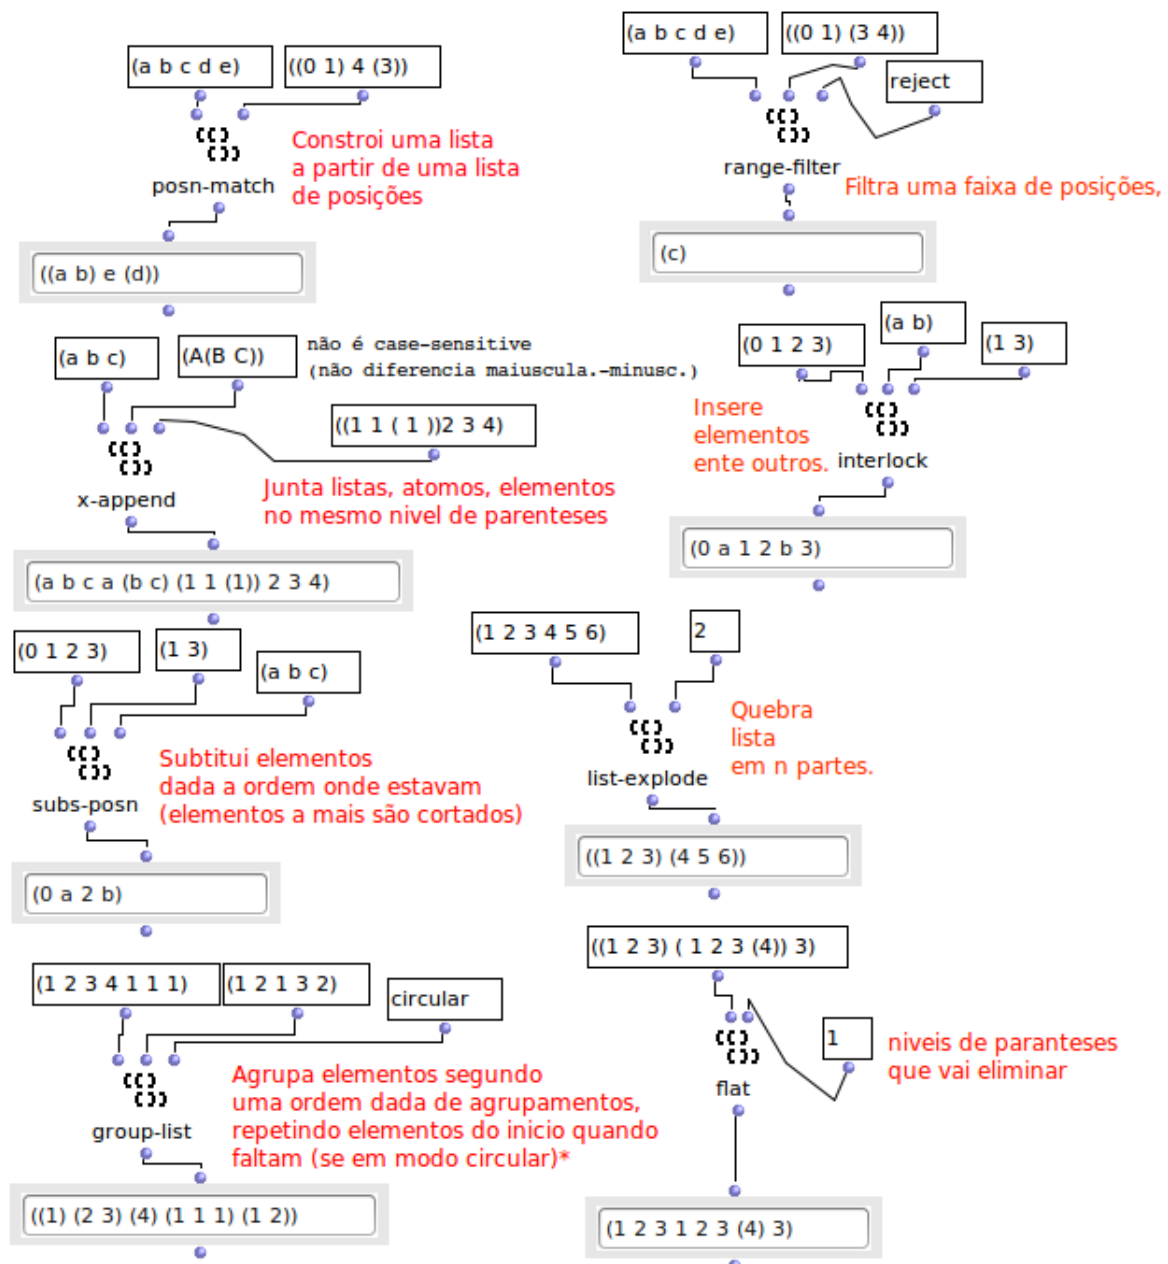 (a b c d e)
((0 1) 4 (3))
Constroi uma lista
a partir de uma lista
de posições
posn-match
((a b) e (d))
(a b c)
(A(B C))
não é case-sensitive
(não diferencia maiuscula.-minusc.)
((1 1 ( 1 ))2 3 4)
Junta listas, atomos, elementos
no mesmo nivel de parenteses
x-append
(a b c a (b c) (1 1 (1)) 2 3 4)
(0 1 2 3)
(1 3)
(a b c)
Subtitui elementos
dada a ordem onde estavam
(elementos a mais são cortados)
subs-posn
(0 a 2 b)
(1 2 3 4 1 1 1)
(1 2 1 3 2)
circular
Agrupa elementos segundo
uma ordem dada de agrupamentos,
repetindo elementos do inicio quando
faltam (se em modo circular)*
group-list
((1) (2 3) (4) (1 1 1) (1 2))
(a b c d e)
((0 1) (3 4))
reject
range-filter
Filtra uma faixa de posições,
(c)
(0 1 2 3)
(a b)
(1 3)
Insere
elementos
ente outros.
interlock
(0 a 1 2 b 3)
(1 2 3 4 5 6)
2
Quebra
lista
em n partes.
list-explode
((1 2 3) (4 5 6))
((1 2 3) ( 1 2 3 (4)) 3)
1
niveis de paranteses
que vai eliminar
flat
(1 2 3 1 2 3 (4) 3)